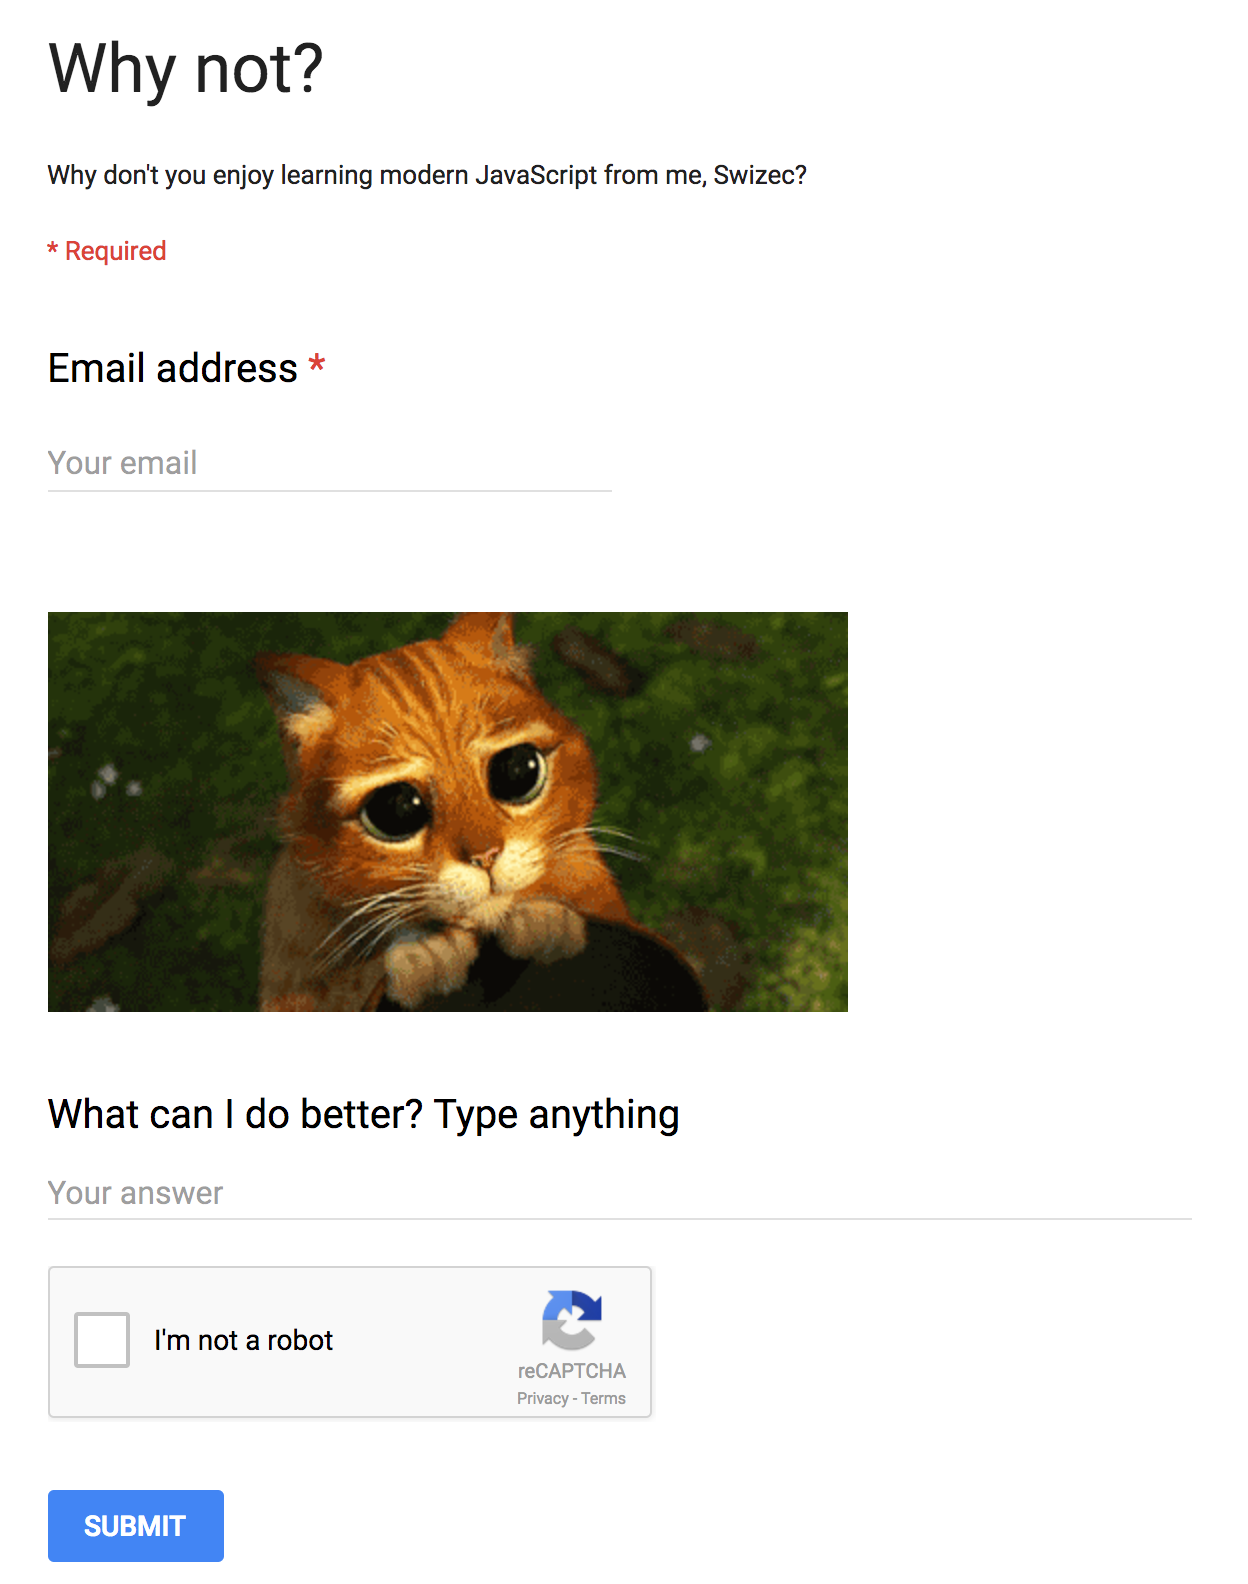 Why not?
Why don't you enjoy learning modern JavaScript from me, Swizec?
* Required
Email address *
Your email
What can I do better? Type anything
Your answer
I'm not a robot
reCAPTCHA
Privacy - Terms
SUBMIT